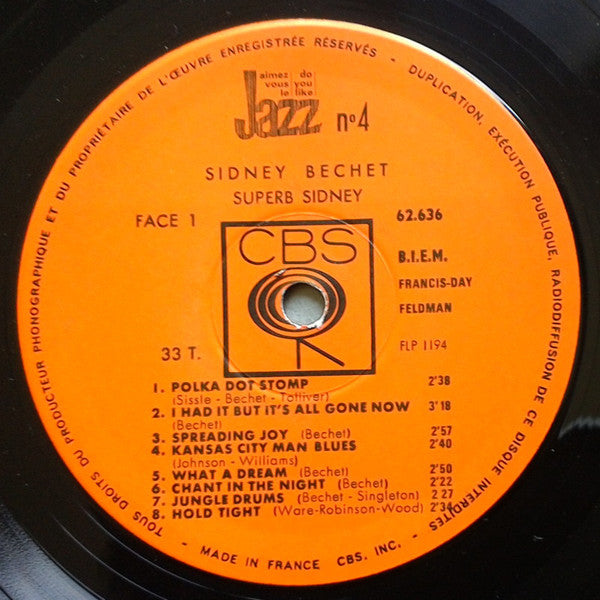 TOUS DROITS DU PRODUCTEUR PHONOGRAPHIQUE ET DU PROPRIÉTAIRE DE L'ŒUVRE ENREGISTRÉE RÉSERVÉS - DUPLICATION, EXÉCUTION PUBLIQUE, RADIODIFFUSION DE CE DISQUE INTERDITES
aimez do
vous you
le like
Jazz nº4
SIDNEY BECHET
SUPERB SIDNEY
FACE 1
62.636
CBS
B.I.E.M.
FRANCIS-DAY
FELDMAN
33 T.
FLP 1194
1. POLKA DOT STOMP 2'38
(Sissle - Bechet - Tolliver)
2. I HAD IT BUT IT'S ALL GONE NOW 3'18
(Bechet)
3. SPREADING JOY (Bechet) 2'57
4. KANSAS CITY MAN BLUES 2'40
(Johnson - Williams)
5. WHAT A DREAM (Bechet) 2'50
6. CHANT IN THE NIGHT (Bechet) 2'22
7. JUNGLE DRUMS (Bechet - Singleton) 2 27
8. HOLD TIGHT (Ware-Robinson-Wood) 2'34
- MADE IN FRANCE CBS. INC. -